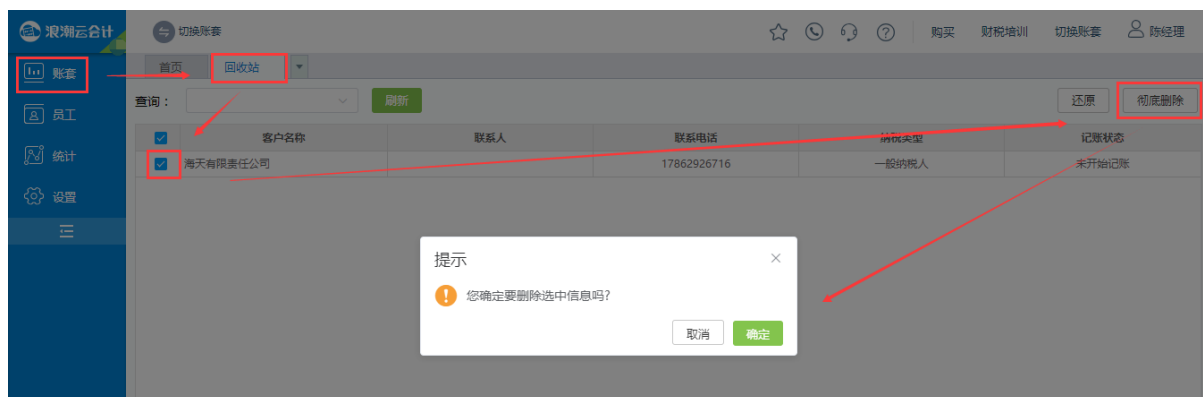 浪潮云会计 切换账套 购买 财税培训 切换账套 陈经理
账套 首页 回收站
员工 查询： 刷新 还原 彻底删除
客户名称 联系人 联系电话 纳税类型 记账状态
统计 海天有限责任公司 17862926716 一般纳税人 未开始记账
设置
提示
您确定要删除选中信息吗?
取消 确定